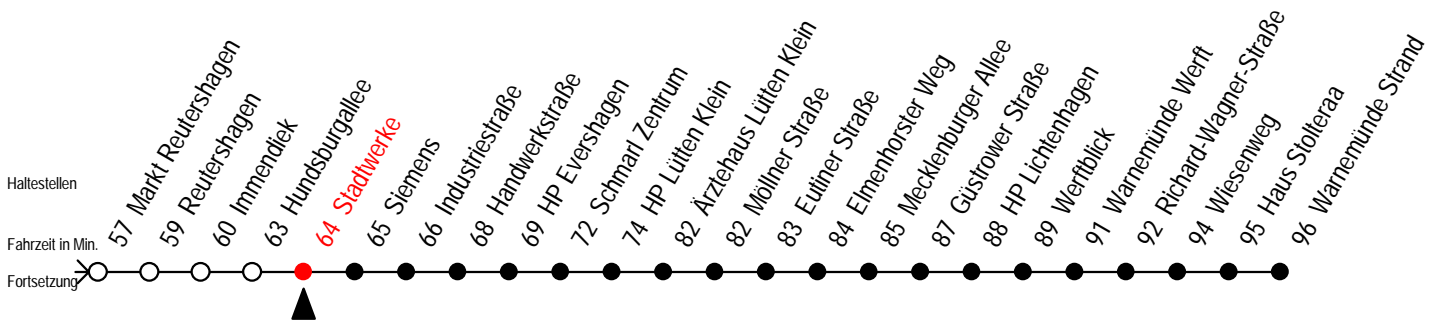 Haltestellen
Fahrzeit in Min.
Fortsetzung
57 Markt Reutershagen
59 Reutershagen
60 Immendiek
63 Hundsburgallee
64 Stadtwerke
65 Siemens
66 Industriestraße
68 Handwerkstraße
69 HP Evershagen
72 Schmarl Zentrum
74 HP Lütten Klein
82 Ärztehaus Lütten Klein
82 Möllner Straße
83 Eutiner Straße
84 Elmenhorster Weg
85 Mecklenburger Allee
87 Güstrower Straße
88 HP Lichtenhagen
89 Werftblick
91 Warnemünde Werft
92 Richard-Wagner-Straße
94 Wiesenweg
95 Haus Stolteraa
96 Warnemünde Strand